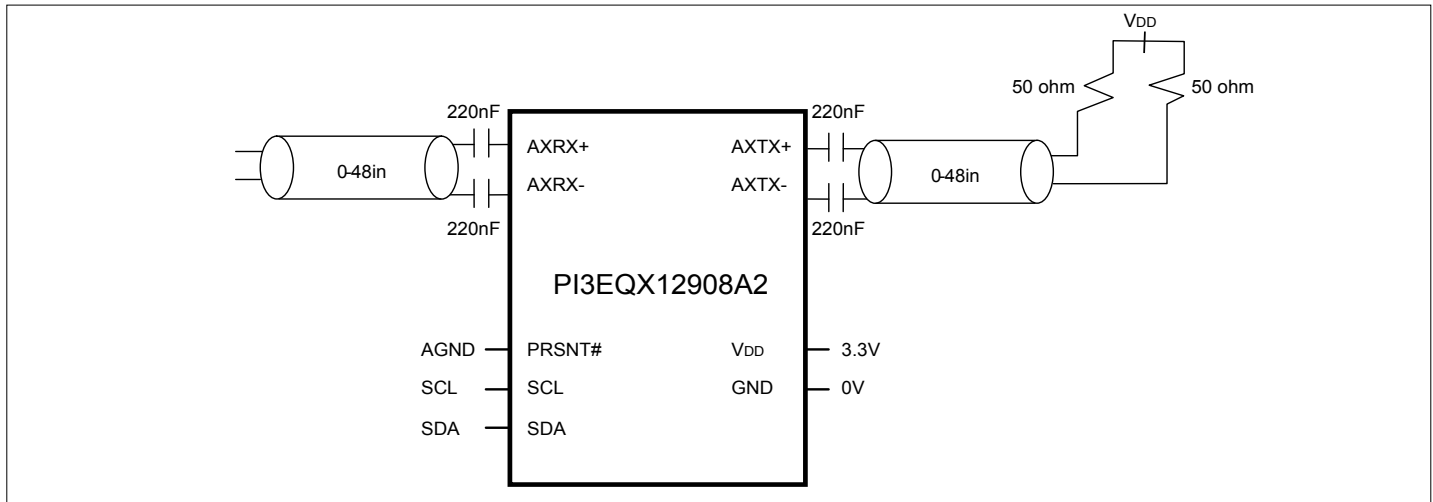 VDD
50 ohm 50 ohm
220nF 220nF
AXRX+ AXTX+
0-48in 0-48in
AXRX- AXTX-
220nF 220nF
PI3EQX12908A2
AGND PRSNT# VDD 3.3V
SCL SCL GND 0V
SDA SDA